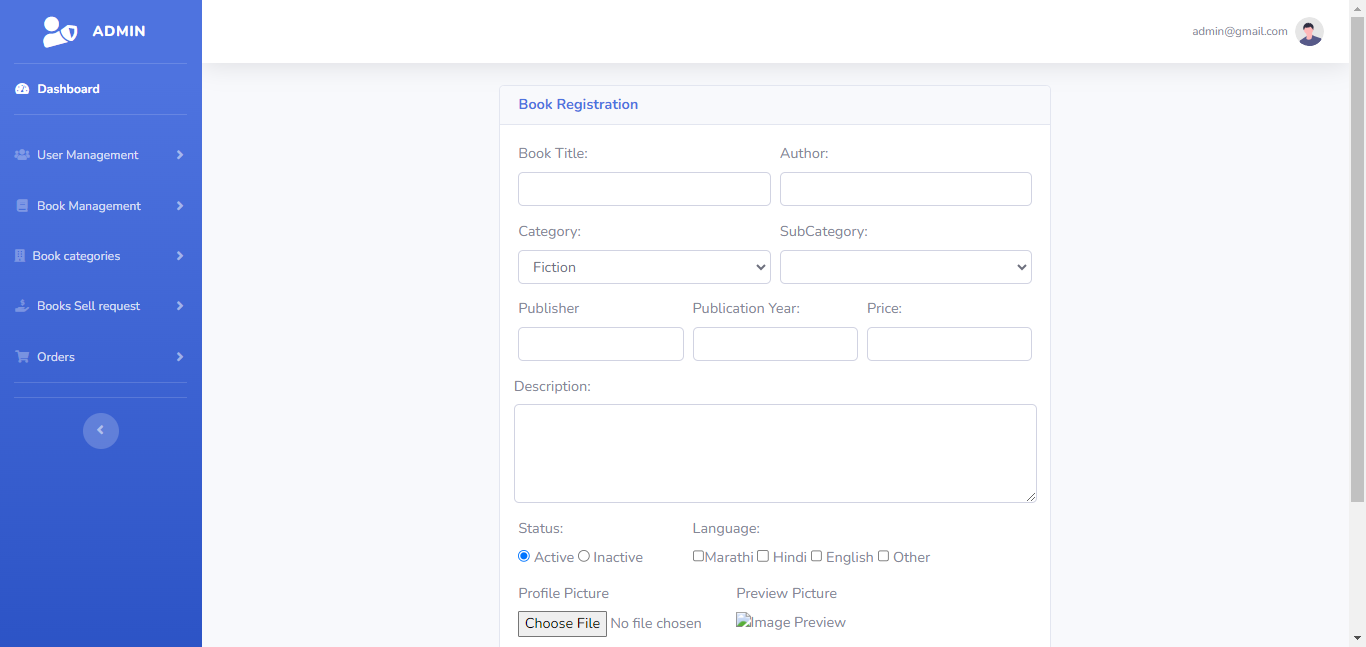 ADMIN
admin@gmail.com
Dashboard
User Management
Book Management
Book categories
Books Sell request
Orders
Book Registration
Book Title: Author:
Category: SubCategory:
Fiction
Publisher Publication Year: Price:
Description:
Status: Language:
Active Inactive Marathi Hindi English Other
Profile Picture Preview Picture
Choose File No file chosen Image Preview